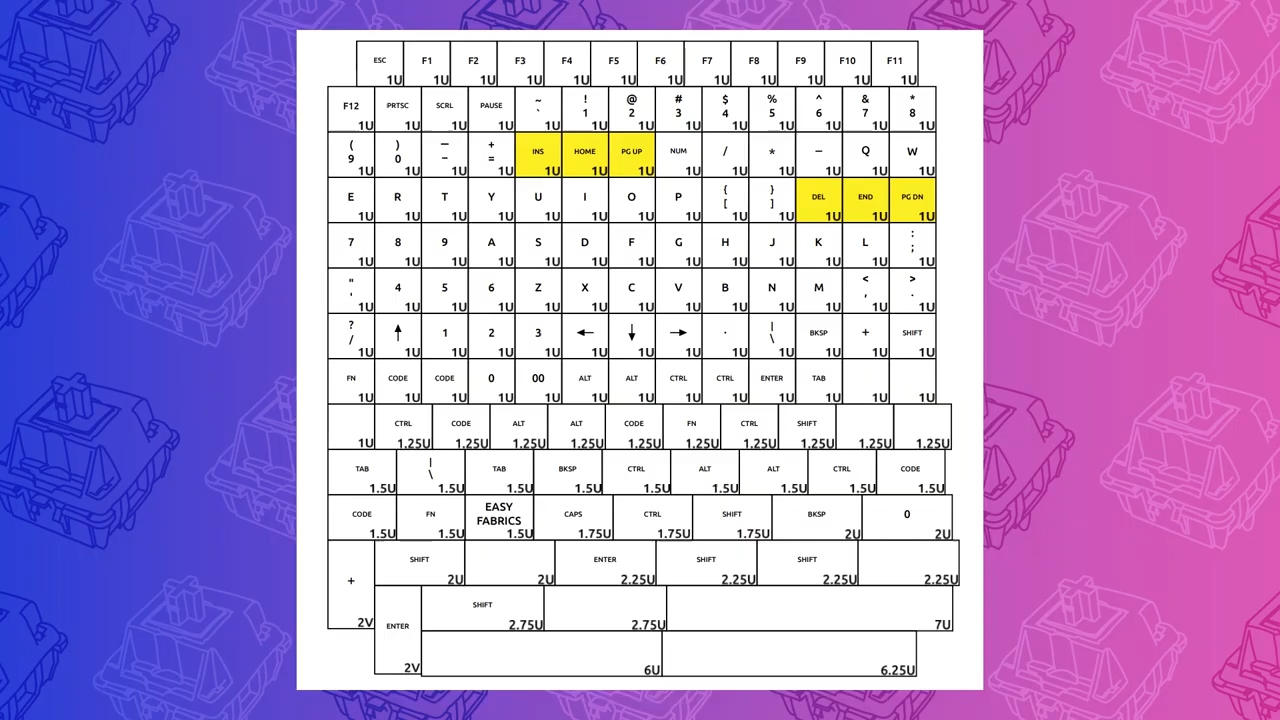 ESC F1 F2 F3 F4 F5 F6 F7 F8 F9 F10 F11
1U 1U 1U 1U 1U 1U 1U 1U 1U 1U 1U 1U
F12 PRTSC SCRL PAUSE ~ ` ! 1 @ 2 # 3 $ 4 % 5 ^ 6 & 7 * 8
1U 1U 1U 1U 1U 1U 1U 1U 1U 1U 1U 1U 1U
( 9 ) 0 — − + = INS HOME PG UP NUM / * − Q W
1U 1U 1U 1U 1U 1U 1U 1U 1U 1U 1U 1U 1U
E R T Y U I O P { [ } ] DEL END PG DN
1U 1U 1U 1U 1U 1U 1U 1U 1U 1U 1U 1U 1U
7 8 9 A S D F G H J K L : ;
1U 1U 1U 1U 1U 1U 1U 1U 1U 1U 1U 1U 1U
" ' 4 5 6 Z X C V B N M < , > .
1U 1U 1U 1U 1U 1U 1U 1U 1U 1U 1U 1U 1U
? / ↑ 1 2 3 ← ↓ → · | \ BKSP + SHIFT
1U 1U 1U 1U 1U 1U 1U 1U 1U 1U 1U 1U 1U
FN CODE CODE 0 00 ALT ALT CTRL CTRL ENTER TAB
1U 1U 1U 1U 1U 1U 1U 1U 1U 1U 1U 1U 1U
CTRL CODE ALT ALT CODE FN CTRL SHIFT
1U 1.25U 1.25U 1.25U 1.25U 1.25U 1.25U 1.25U 1.25U 1.25U 1.25U
TAB | \ TAB BKSP CTRL ALT ALT CTRL CODE
1.5U 1.5U 1.5U 1.5U 1.5U 1.5U 1.5U 1.5U 1.5U
CODE FN EASY FABRICS CAPS CTRL SHIFT BKSP 0
1.5U 1.5U 1.5U 1.75U 1.75U 1.75U 2U 2U
+ SHIFT ENTER SHIFT SHIFT
2U 2U 2.25U 2.25U 2.25U 2.25U
SHIFT
2V ENTER 2.75U 2.75U 7U
2V 6U 6.25U